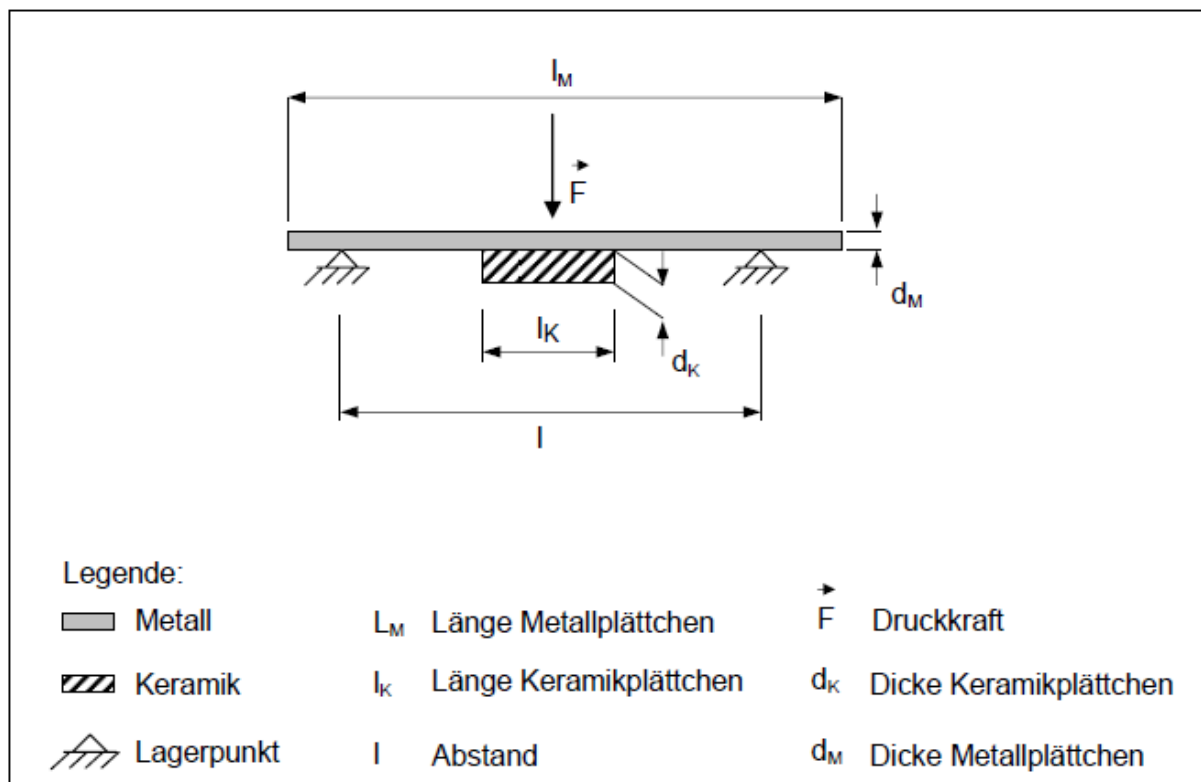 lM
F
dM
lK
dK
l
Legende:
Metall LM Länge Metallplättchen F Druckkraft
Keramik lK Länge Keramikplättchen dK Dicke Keramikplättchen
Lagerpunkt l Abstand dM Dicke Metallplättchen